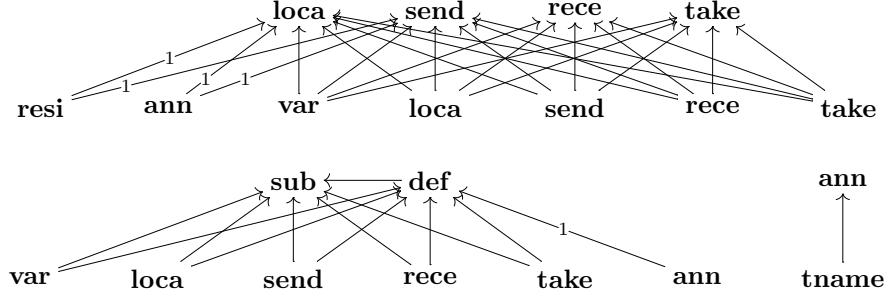 loca send rece take
1
1 1 1
resi ann var loca send rece take
sub def ann
1
var loca send rece take ann tname